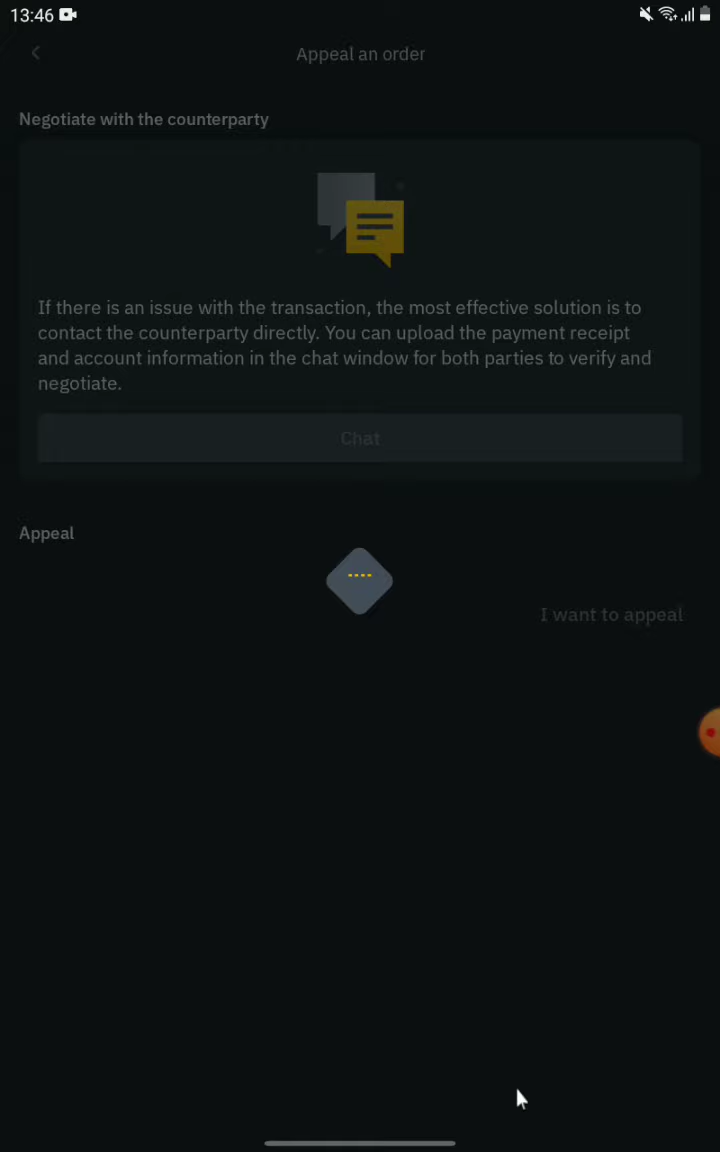 13:46
Appeal an order
Negotiate with the counterparty
If there is an issue with the transaction, the most effective solution is to
contact the counterparty directly. You can upload the payment receipt
and account information in the chat window for both parties to verify and
negotiate.
Chat
Appeal
I want to appeal